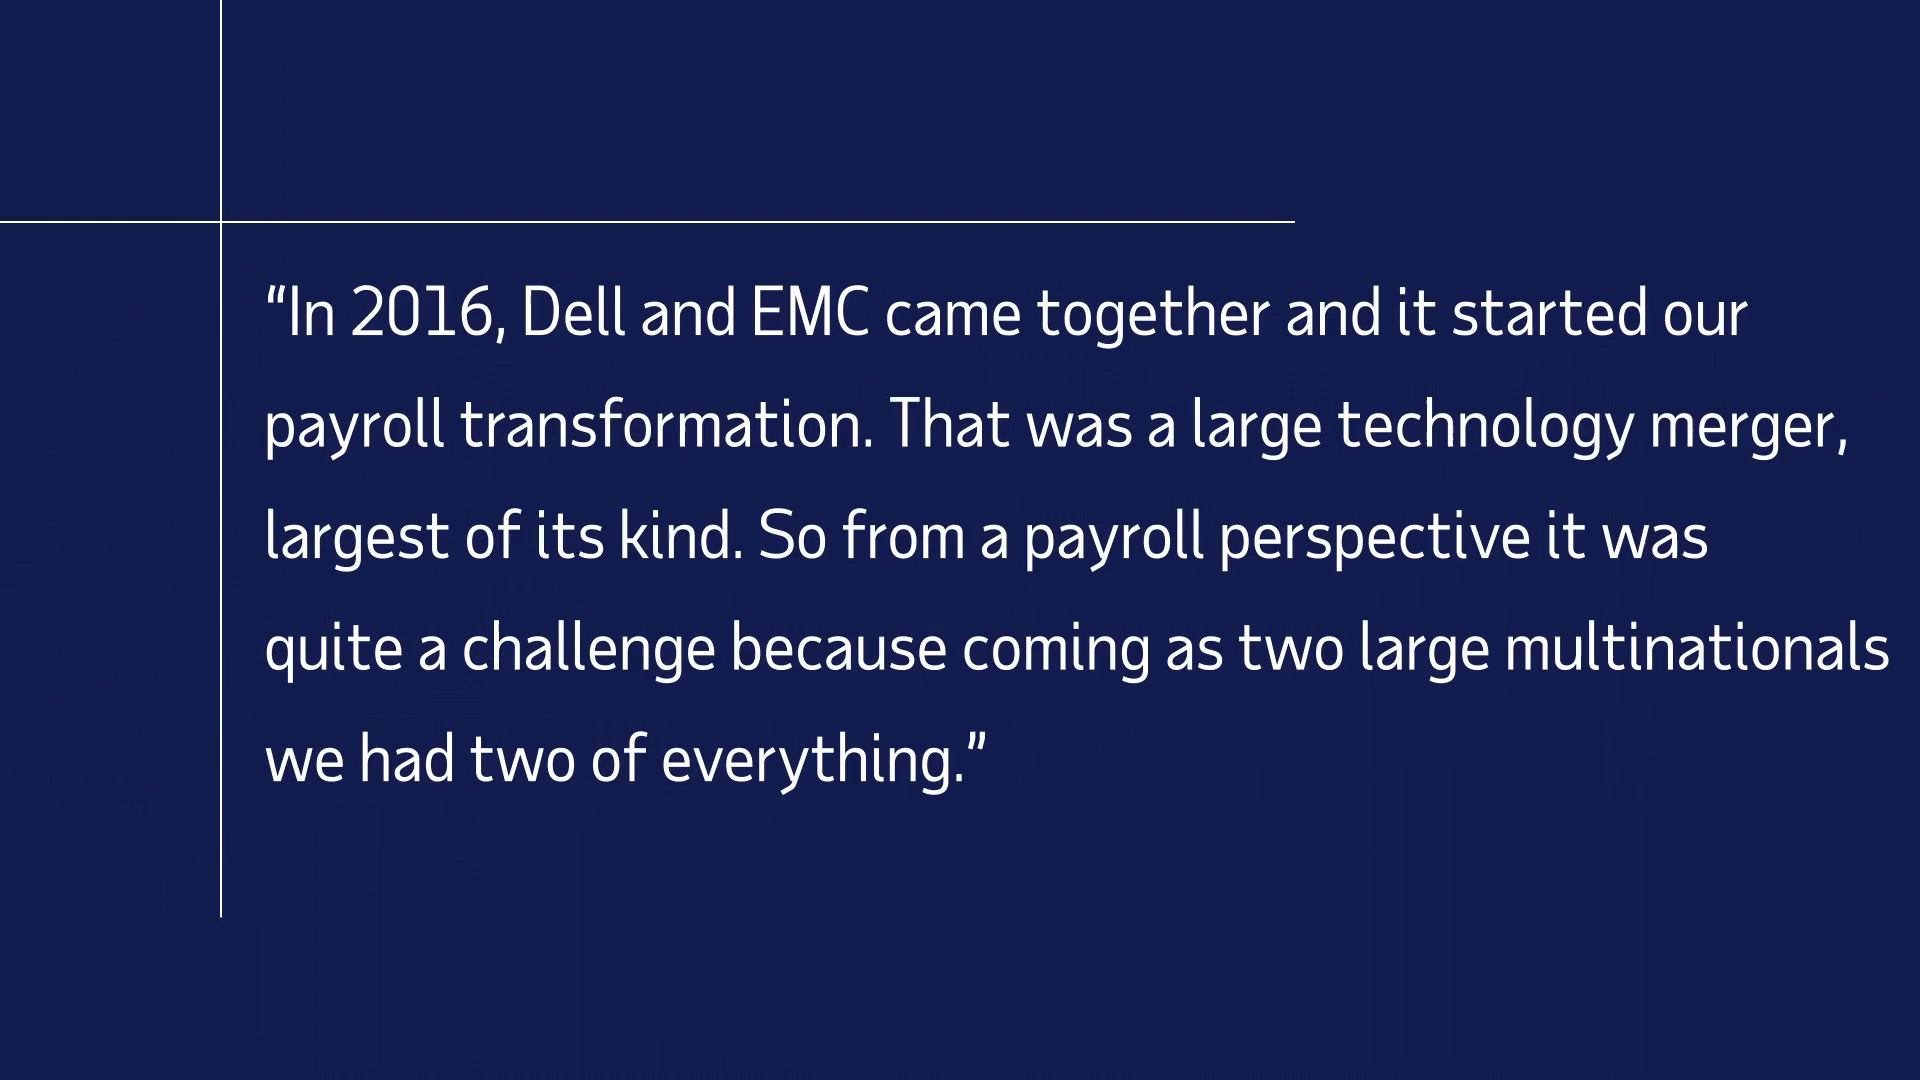 “In 2016, Dell and EMC came together and it started our
payroll transformation. That was a large technology merger,
largest of its kind. So from a payroll perspective it was
quite a challenge because coming as two large multinationals
we had two of everything.”